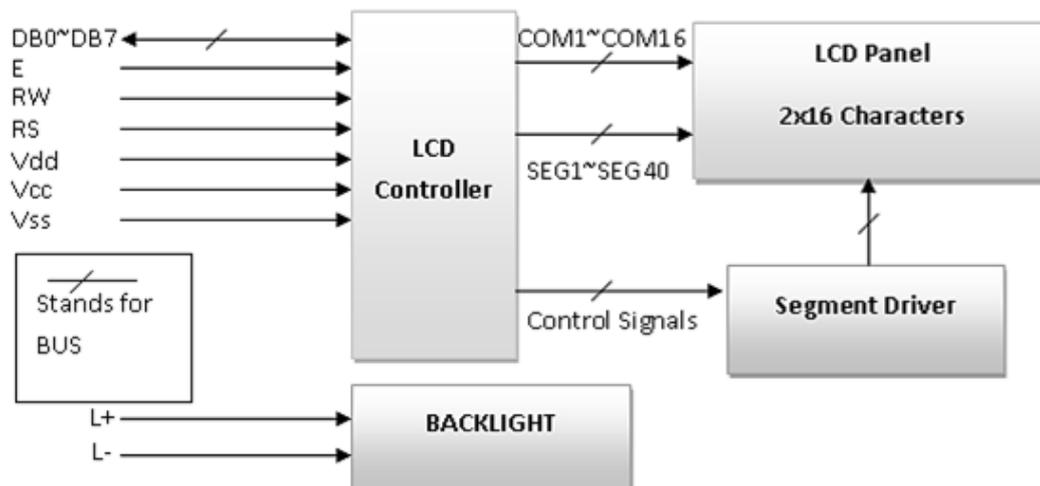 DB0~DB7
E
RW
RS
Vdd
Vcc
Vss
Stands for
BUS
L+
L-
LCD
Controller
BACKLIGHT
COM1~COM16
SEG1~SEG40
Control Signals
LCD Panel
2x16 Characters
Segment Driver